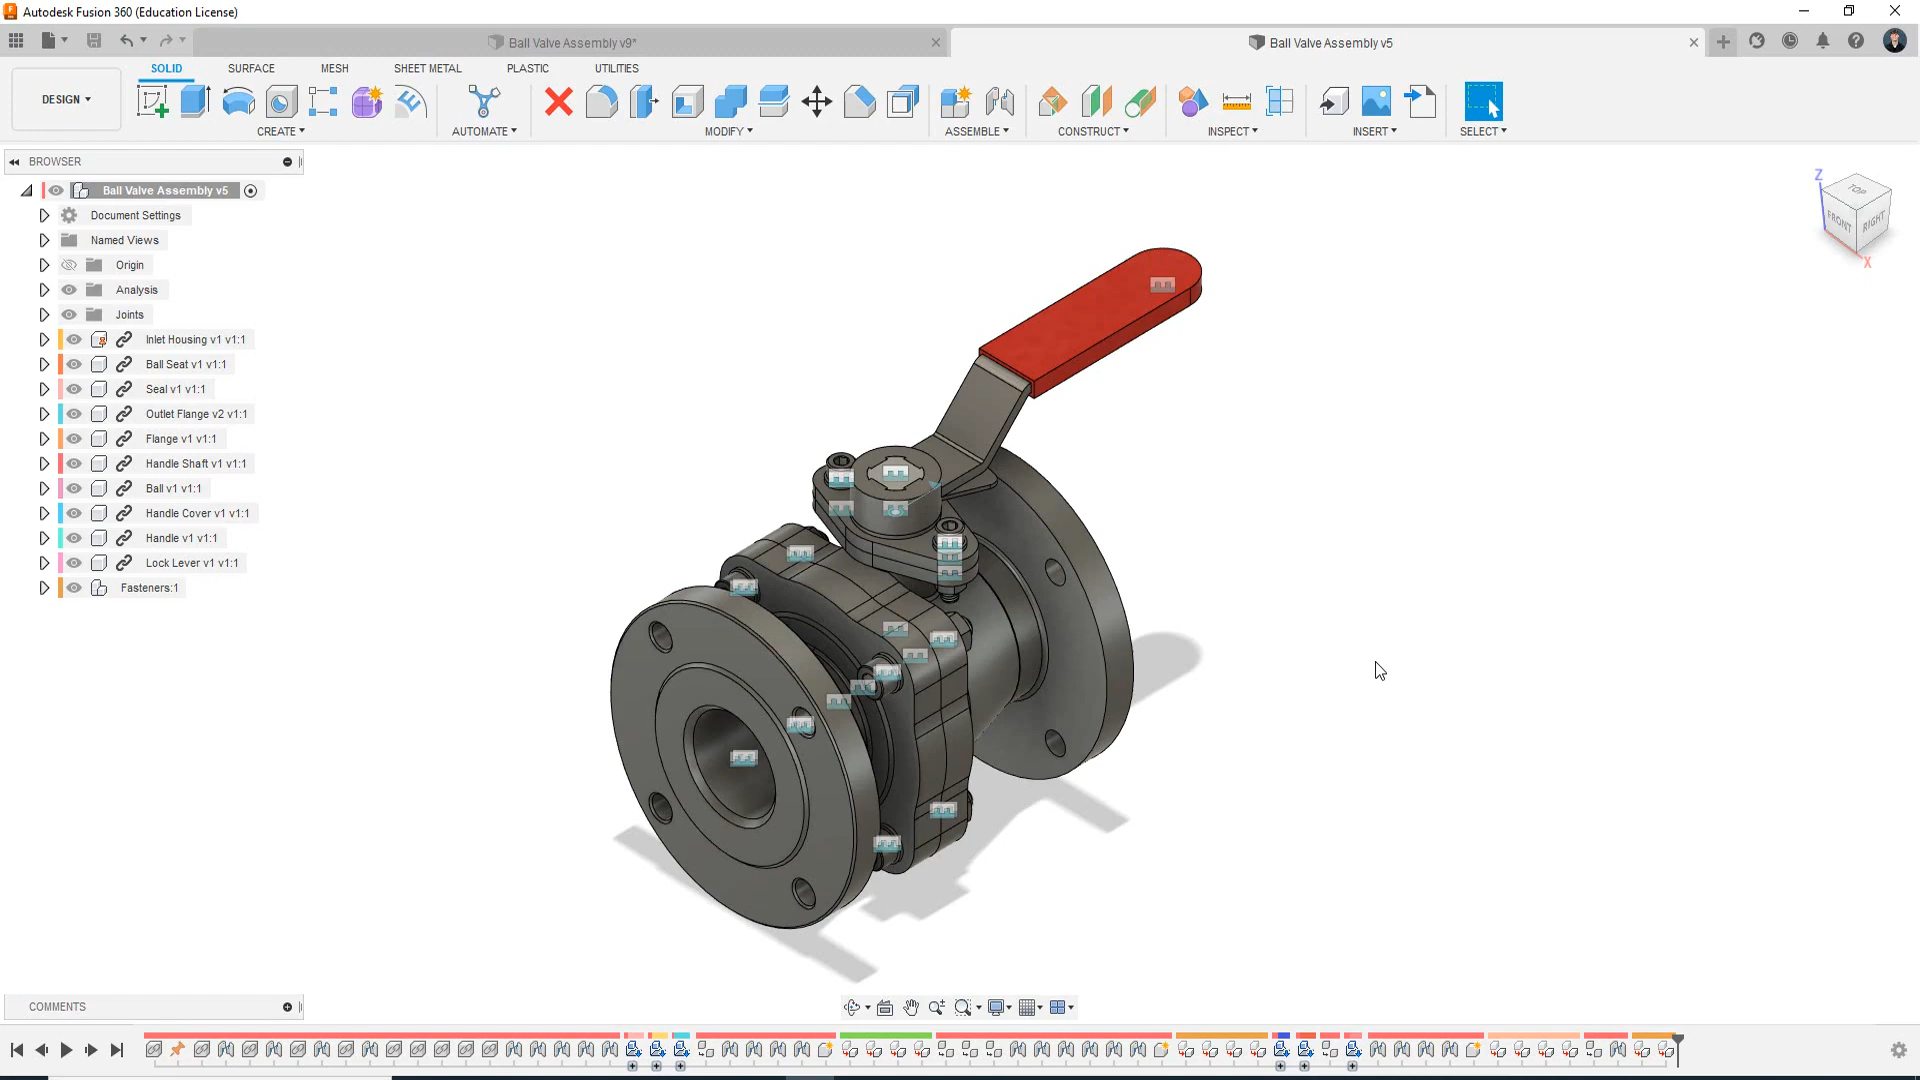 Autodesk Fusion 360 (Education License)
Ball Valve Assembly v9*
Ball Valve Assembly v5
SOLID SURFACE MESH SHEET METAL PLASTIC UTILITIES
DESIGN
CREATE AUTOMATE MODIFY ASSEMBLE CONSTRUCT INSPECT INSERT SELECT
BROWSER
Ball Valve Assembly v5
Document Settings
Named Views
Origin
Analysis
Joints
Inlet Housing v1 v1:1
Ball Seat v1 v1:1
Seal v1 v1:1
Outlet Flange v2 v1:1
Flange v1 v1:1
Handle Shaft v1 v1:1
Ball v1 v1:1
Handle Cover v1 v1:1
Handle v1 v1:1
Lock Lever v1 v1:1
Fasteners:1
Z
TOP
FRONT RIGHT
X
COMMENTS